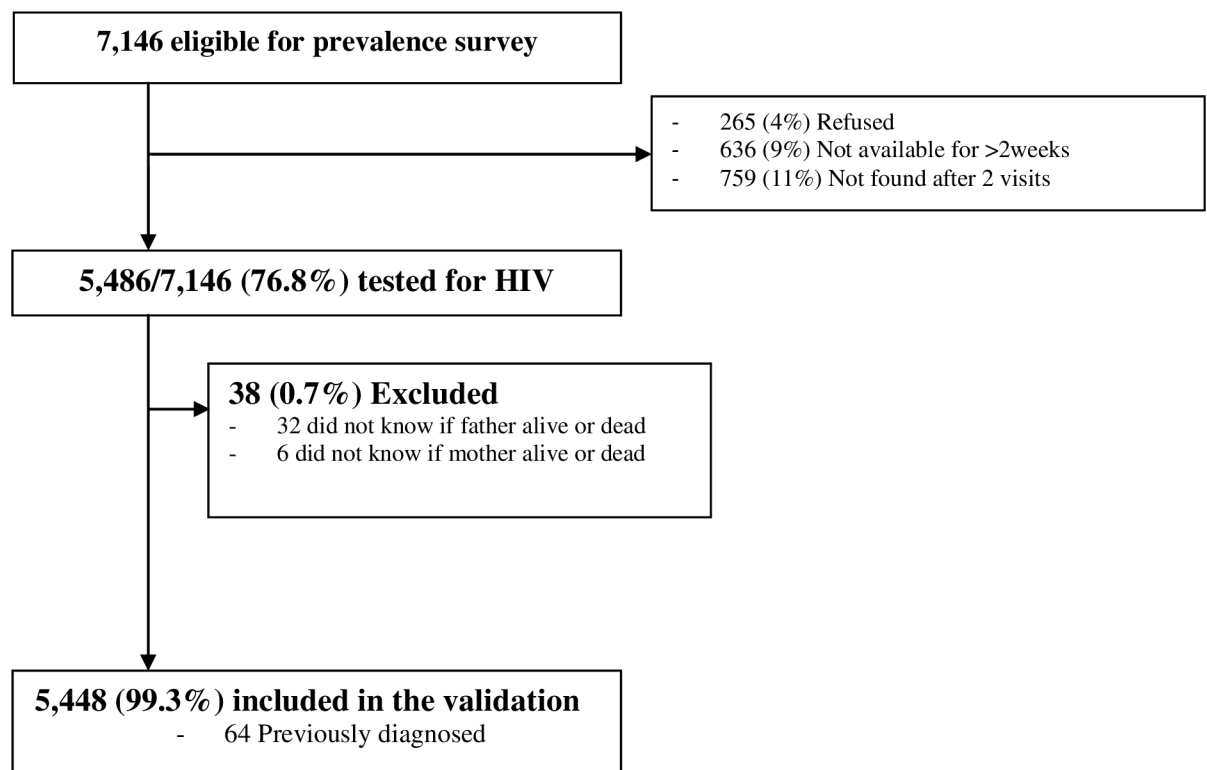 7,146 eligible for prevalence survey
- 265 (4%) Refused
- 636 (9%) Not available for >2weeks
- 759 (11%) Not found after 2 visits
5,486/7,146 (76.8%) tested for HIV
38 (0.7%) Excluded
- 32 did not know if father alive or dead
- 6 did not know if mother alive or dead
5,448 (99.3%) included in the validation
- 64 Previously diagnosed